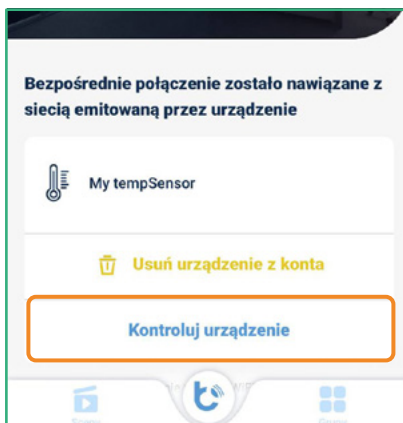 Bezpośrednie połączenie zostało nawiązane z
siecią emitowaną przez urządzenie
My tempSensor
Usuń urządzenie z konta
Kontroluj urządzenie